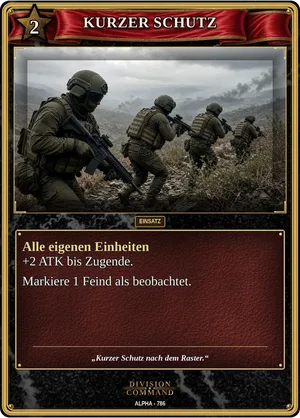 2
KURZER SCHUTZ
EINSATZ
Alle eigenen Einheiten
+2 ATK bis Zugende.
Markiere 1 Feind als beobachtet.
„Kurzer Schutz nach dem Raster.“
DIVISION
COMMAND
ALPHA - 786